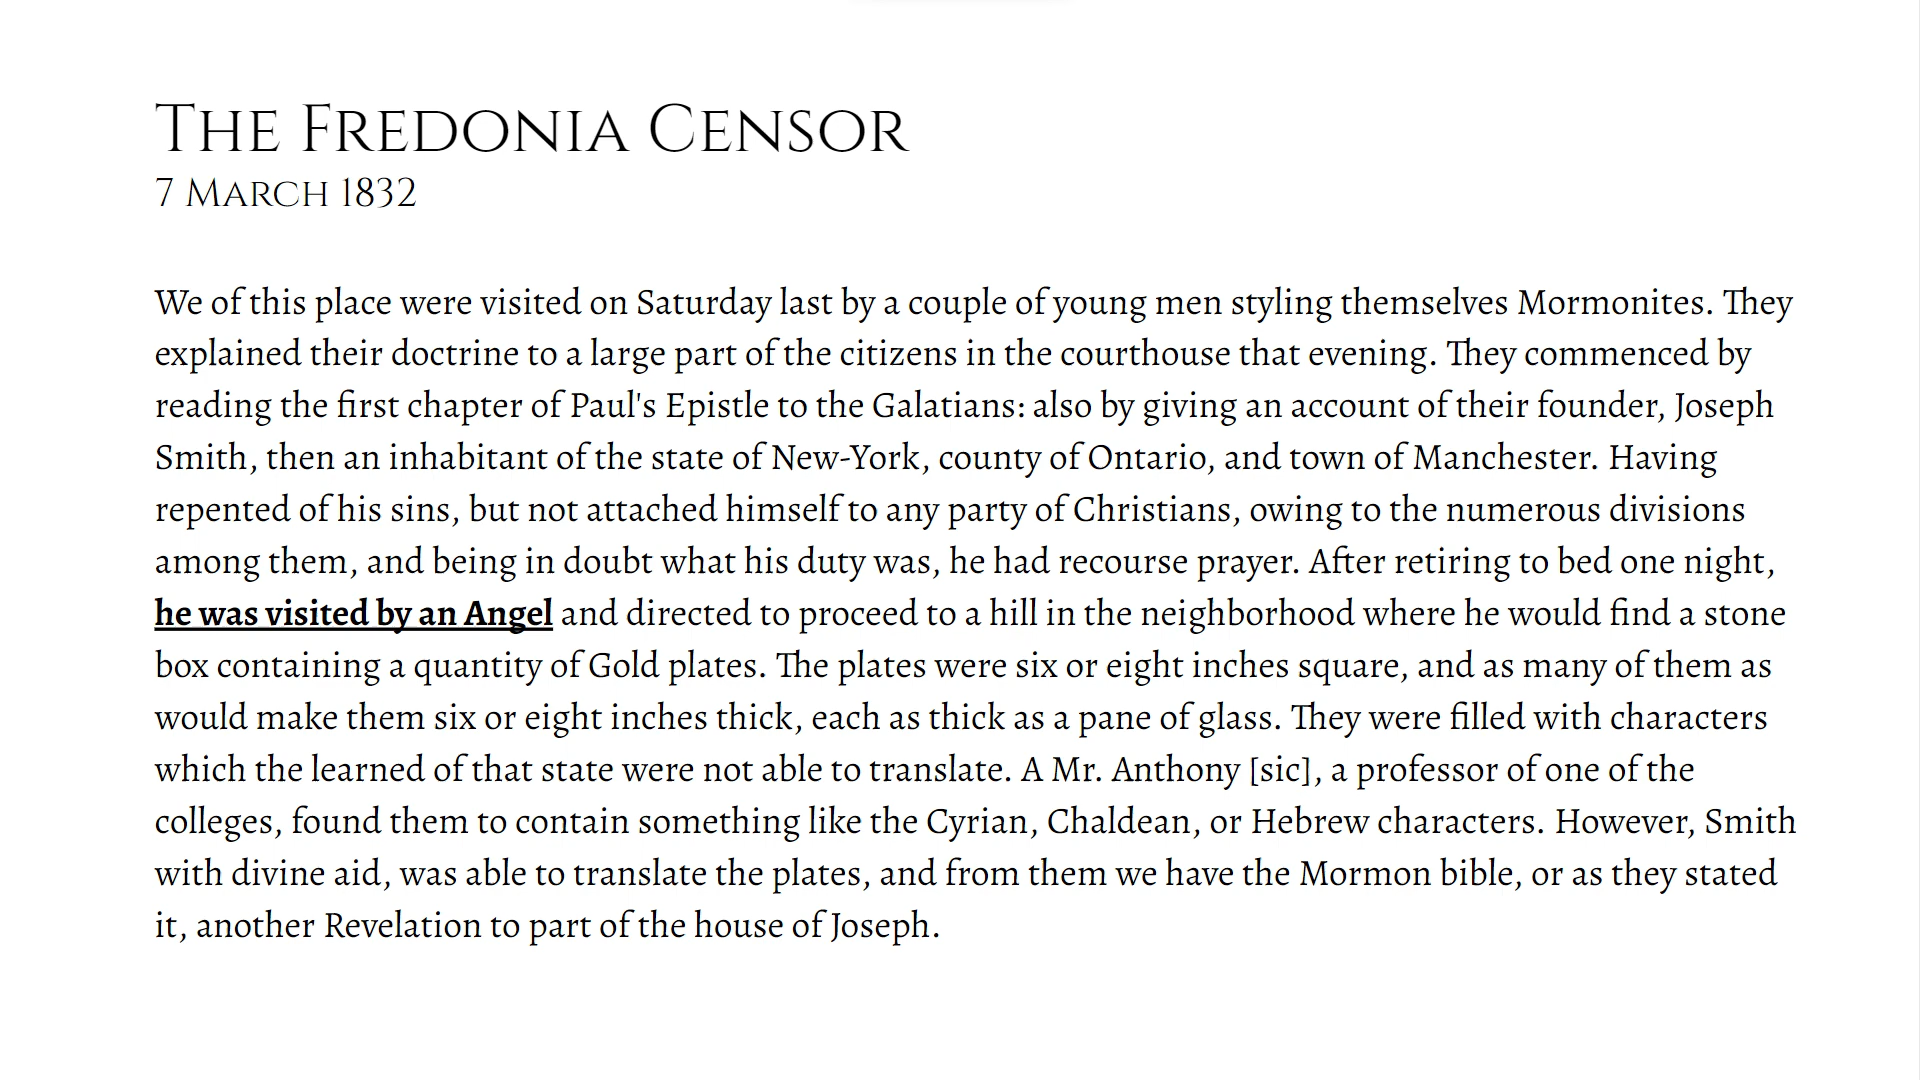 The Fredonia Censor
7 March 1832
We of this place were visited on Saturday last by a couple of young men styling themselves Mormonites. They
explained their doctrine to a large part of the citizens in the courthouse that evening. They commenced by
reading the first chapter of Paul's Epistle to the Galatians: also by giving an account of their founder, Joseph
Smith, then an inhabitant of the state of New-York, county of Ontario, and town of Manchester. Having
repented of his sins, but not attached himself to any party of Christians, owing to the numerous divisions
among them, and being in doubt what his duty was, he had recourse prayer. After retiring to bed one night,
he was visited by an Angel and directed to proceed to a hill in the neighborhood where he would find a stone
box containing a quantity of Gold plates. The plates were six or eight inches square, and as many of them as
would make them six or eight inches thick, each as thick as a pane of glass. They were filled with characters
which the learned of that state were not able to translate. A Mr. Anthony [sic], a professor of one of the
colleges, found them to contain something like the Cyrian, Chaldean, or Hebrew characters. However, Smith
with divine aid, was able to translate the plates, and from them we have the Mormon bible, or as they stated
it, another Revelation to part of the house of Joseph.